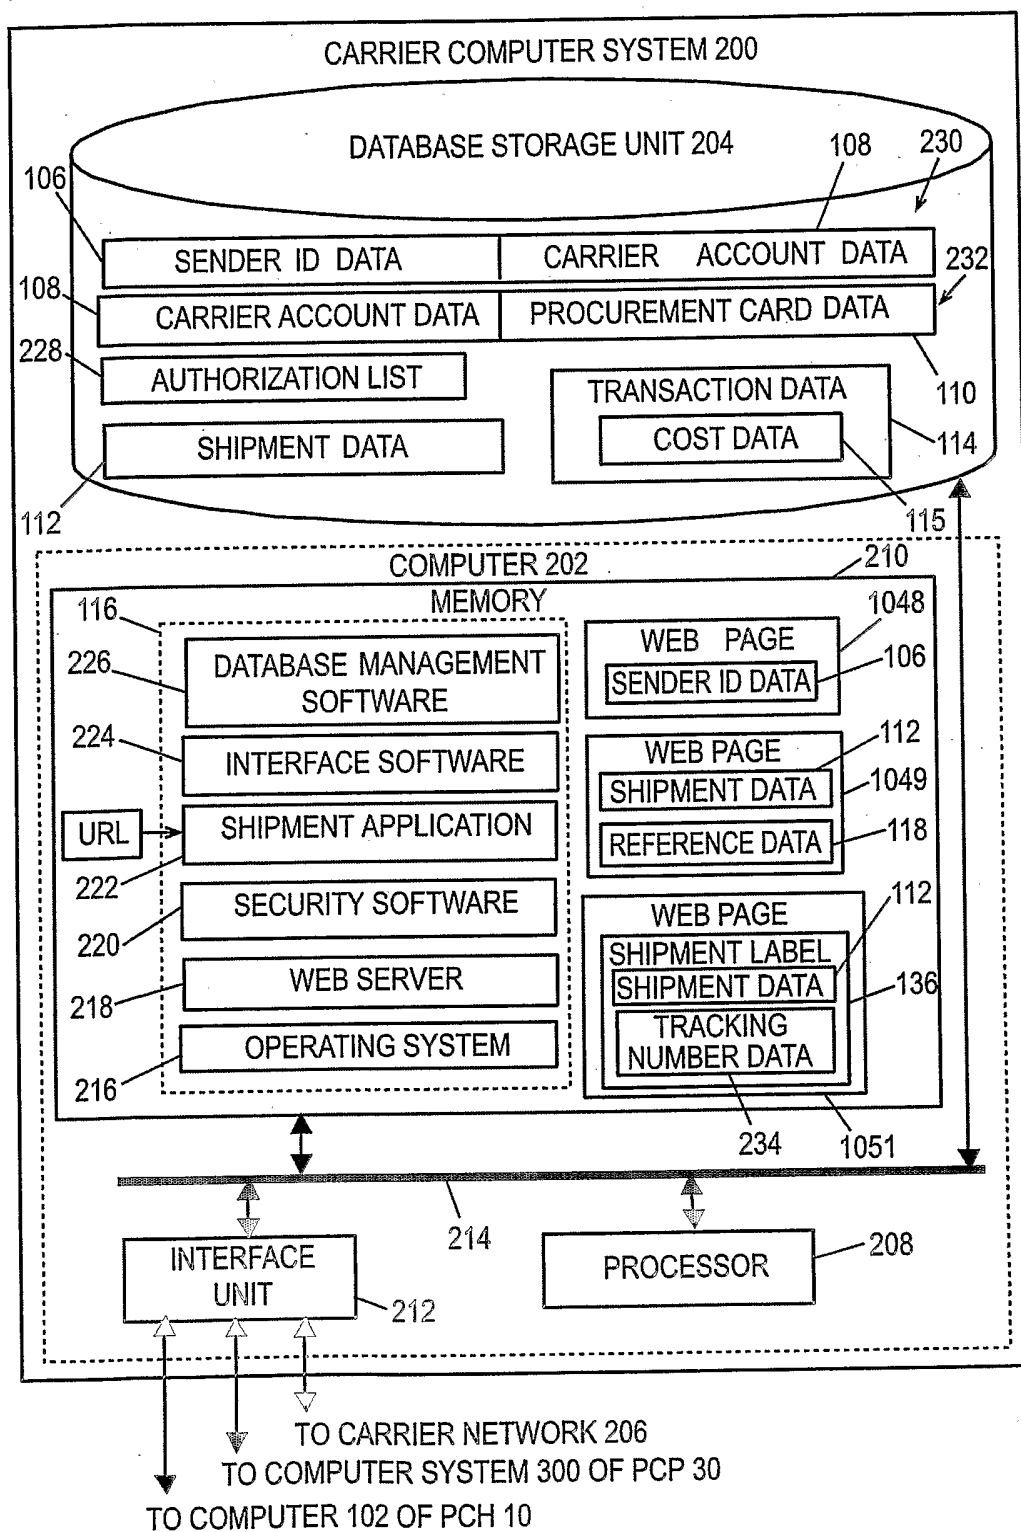 CARRIER COMPUTER SYSTEM 200
DATABASE STORAGE UNIT 204
108
230
106
SENDER ID DATA
CARRIER ACCOUNT DATA
232
108
CARRIER ACCOUNT DATA
PROCUREMENT CARD DATA
228
AUTHORIZATION LIST
110
TRANSACTION DATA
COST DATA
114
SHIPMENT DATA
112
115
COMPUTER 202
210
MEMORY
116
1048
226
DATABASE MANAGEMENT
SOFTWARE
WEB PAGE
SENDER ID DATA
106
224
INTERFACE SOFTWARE
WEB PAGE
112
SHIPMENT DATA
1049
URL
SHIPMENT APPLICATION
REFERENCE DATA
118
222
SECURITY SOFTWARE
220
WEB PAGE
112
SHIPMENT LABEL
SHIPMENT DATA
136
WEB SERVER
218
TRACKING
NUMBER DATA
OPERATING SYSTEM
216
234
1051
214
INTERFACE
UNIT
212
PROCESSOR
208
TO CARRIER NETWORK 206
TO COMPUTER SYSTEM 300 OF PCP 30
TO COMPUTER 102 OF PCH 10